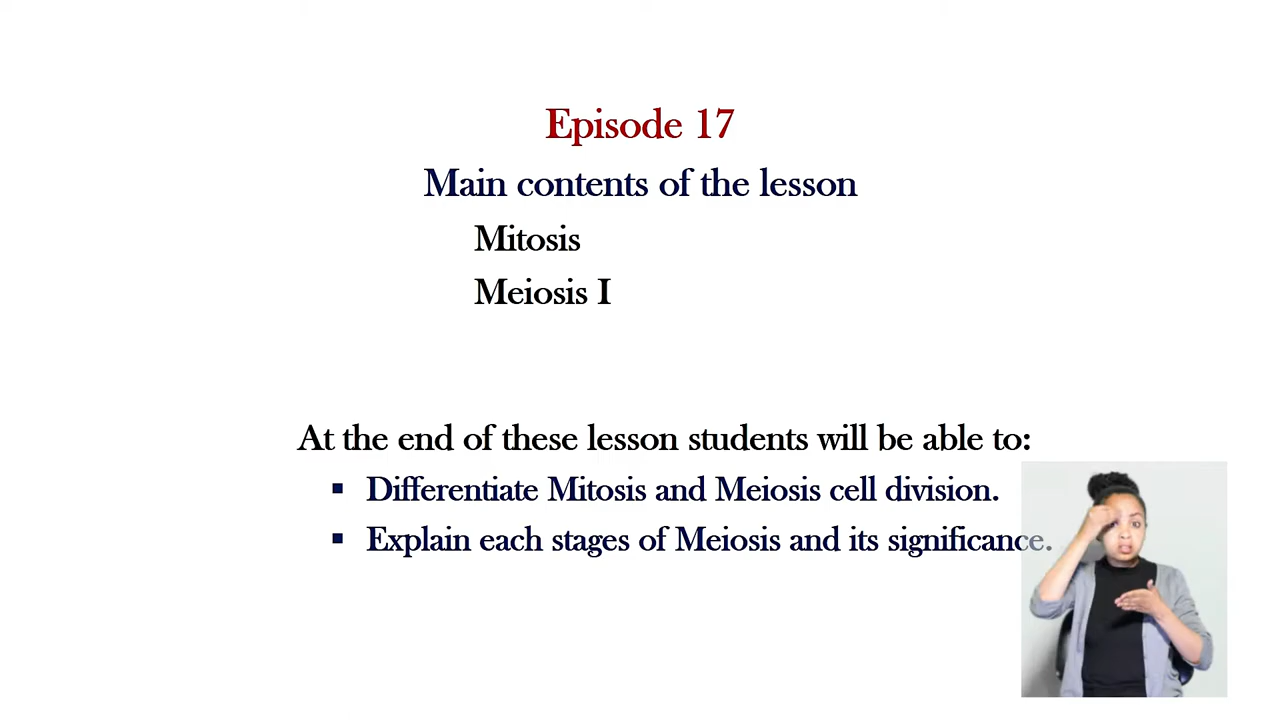 Episode 17
Main contents of the lesson
Mitosis
Meiosis I
At the end of these lesson students will be able to:
▪ Differentiate Mitosis and Meiosis cell division.
▪ Explain each stages of Meiosis and its significance.